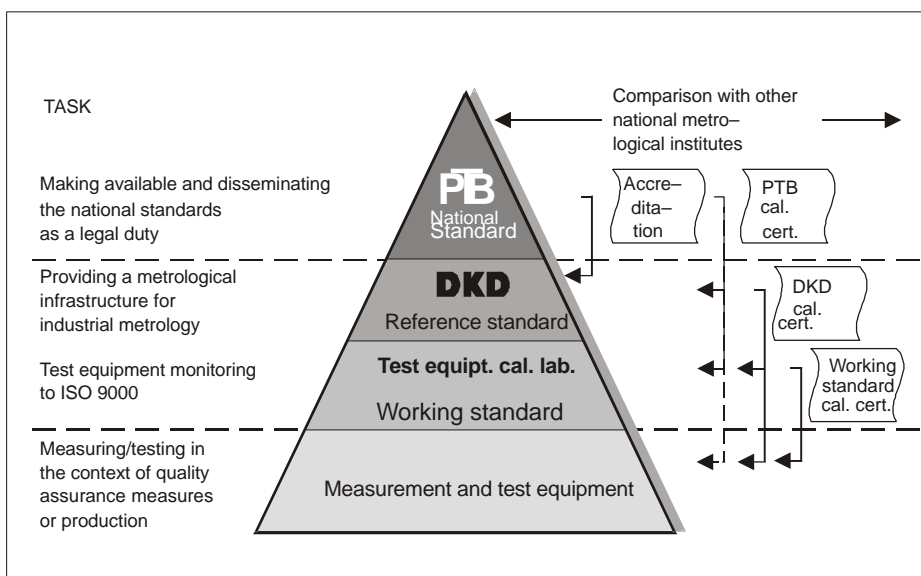 TASK
Making available and disseminating
the national standards
as a legal duty
Providing a metrological
infrastructure for
industrial metrology
Test equipment monitoring
to ISO 9000
Measuring/testing in
the context of quality
assurance measures
or production
PTB
National
Standard
DKD
Reference standard
Test equipt. cal. lab.
Working standard
Measurement and test equipment
Comparison with other
national metro–
logical institutes
Accre–
dita–
tion
PTB
cal.
cert.
DKD
cal.
cert.
Working
standard
cal. cert.